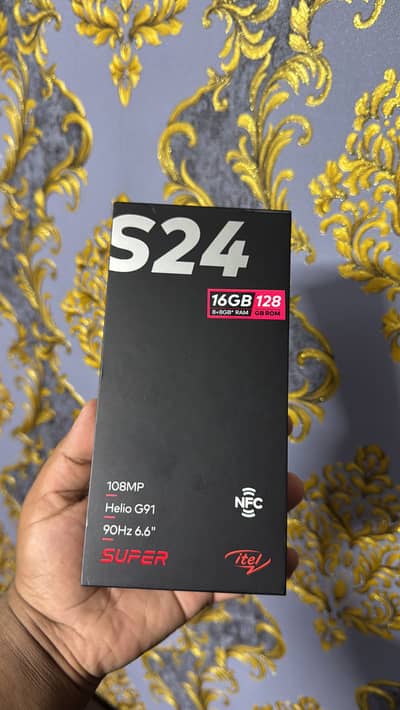 S24
16GB 128
8+8GB* RAM GB ROM
108MP
Helio G91
NFC
90Hz 6.6"
SUPER
itel